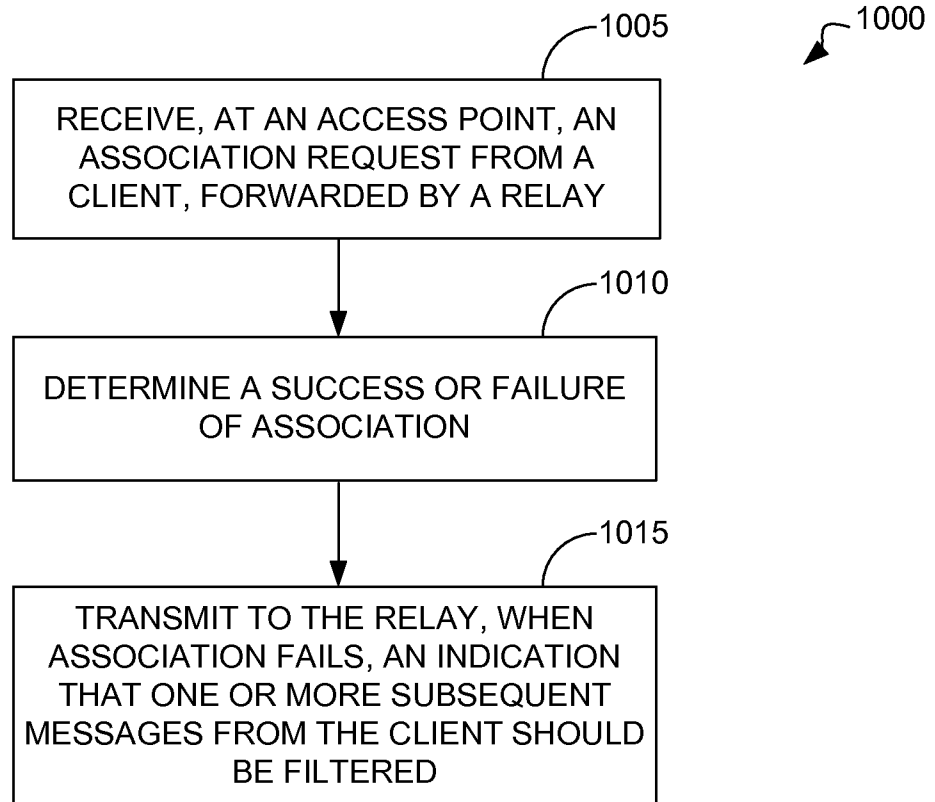 1000
1005
RECEIVE, AT AN ACCESS POINT, AN
ASSOCIATION REQUEST FROM A
CLIENT, FORWARDED BY A RELAY
1010
DETERMINE A SUCCESS OR FAILURE
OF ASSOCIATION
1015
TRANSMIT TO THE RELAY, WHEN
ASSOCIATION FAILS, AN INDICATION
THAT ONE OR MORE SUBSEQUENT
MESSAGES FROM THE CLIENT SHOULD
BE FILTERED